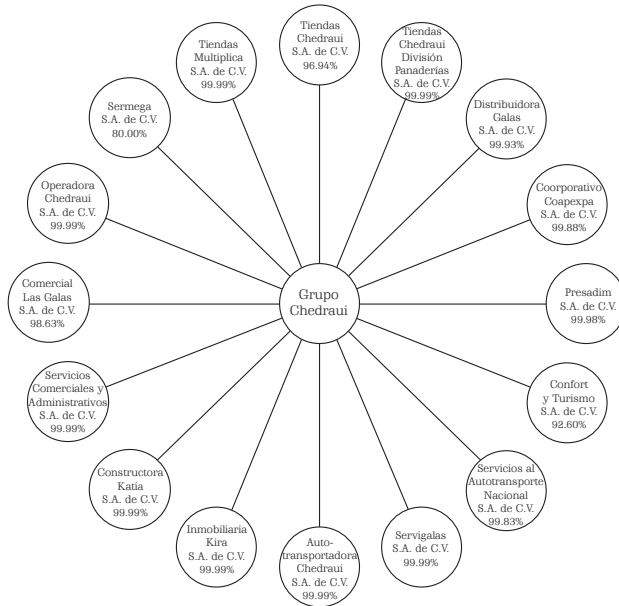 Tiendas
Chedraui
S.A. de C.V.
96.94%
Tiendas
Chedraui
División
Panaderías
S.A. de C.V.
99.99%
Distribuidora
Galas
S.A. de C.V.
99.93%
Coorporativo
Coapexpa
S.A. de C.V.
99.88%
Presadim
S.A. de C.V.
99.98%
Confort
y Turismo
S.A. de C.V.
92.60%
Servicios al
Autotransporte
Nacional
S.A. de C.V.
99.83%
Servigalas
S.A. de C.V.
99.99%
Auto-
transportadora
Chedraui
S.A. de C.V.
99.99%
Inmobiliaria
Kira
S.A. de C.V.
99.99%
Constructora
Katia
S.A. de C.V.
99.99%
Servicios
Comerciales y
Administrativos
S.A. de C.V.
99.99%
Comercial
Las Galas
S.A. de C.V.
98.63%
Operadora
Chedraui
S.A. de C.V.
99.99%
Sermega
S.A. de C.V.
80.00%
Tiendas
Multiplica
S.A. de C.V.
99.99%
Grupo
Chedraui